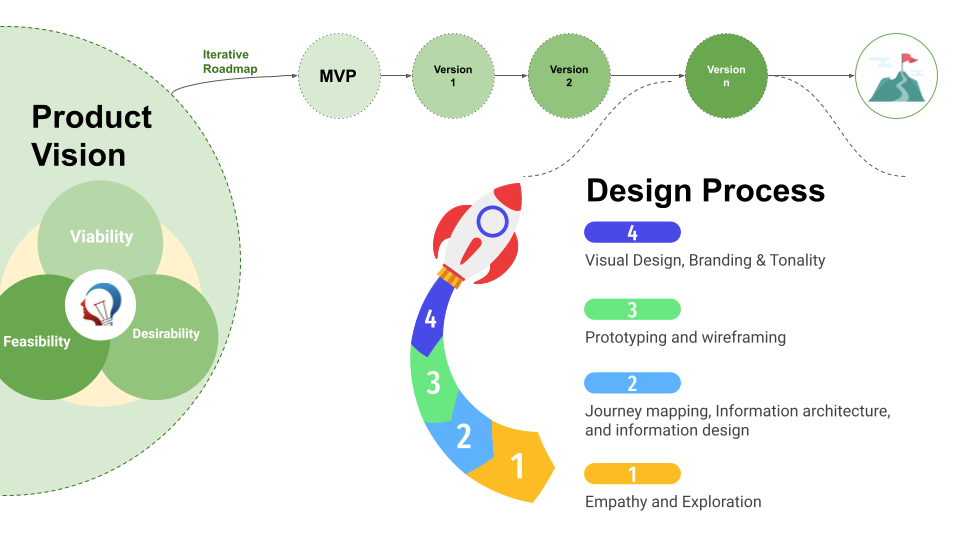 Iterative
Roadmap
MVP
Version
1
Version
2
Version
n
Product
Vision
Viability
Feasibility
Desirability
Design Process
4
Visual Design, Branding & Tonality
3
Prototyping and wireframing
2
Journey mapping, Information architecture,
and information design
1
Empathy and Exploration
4
3
2
1